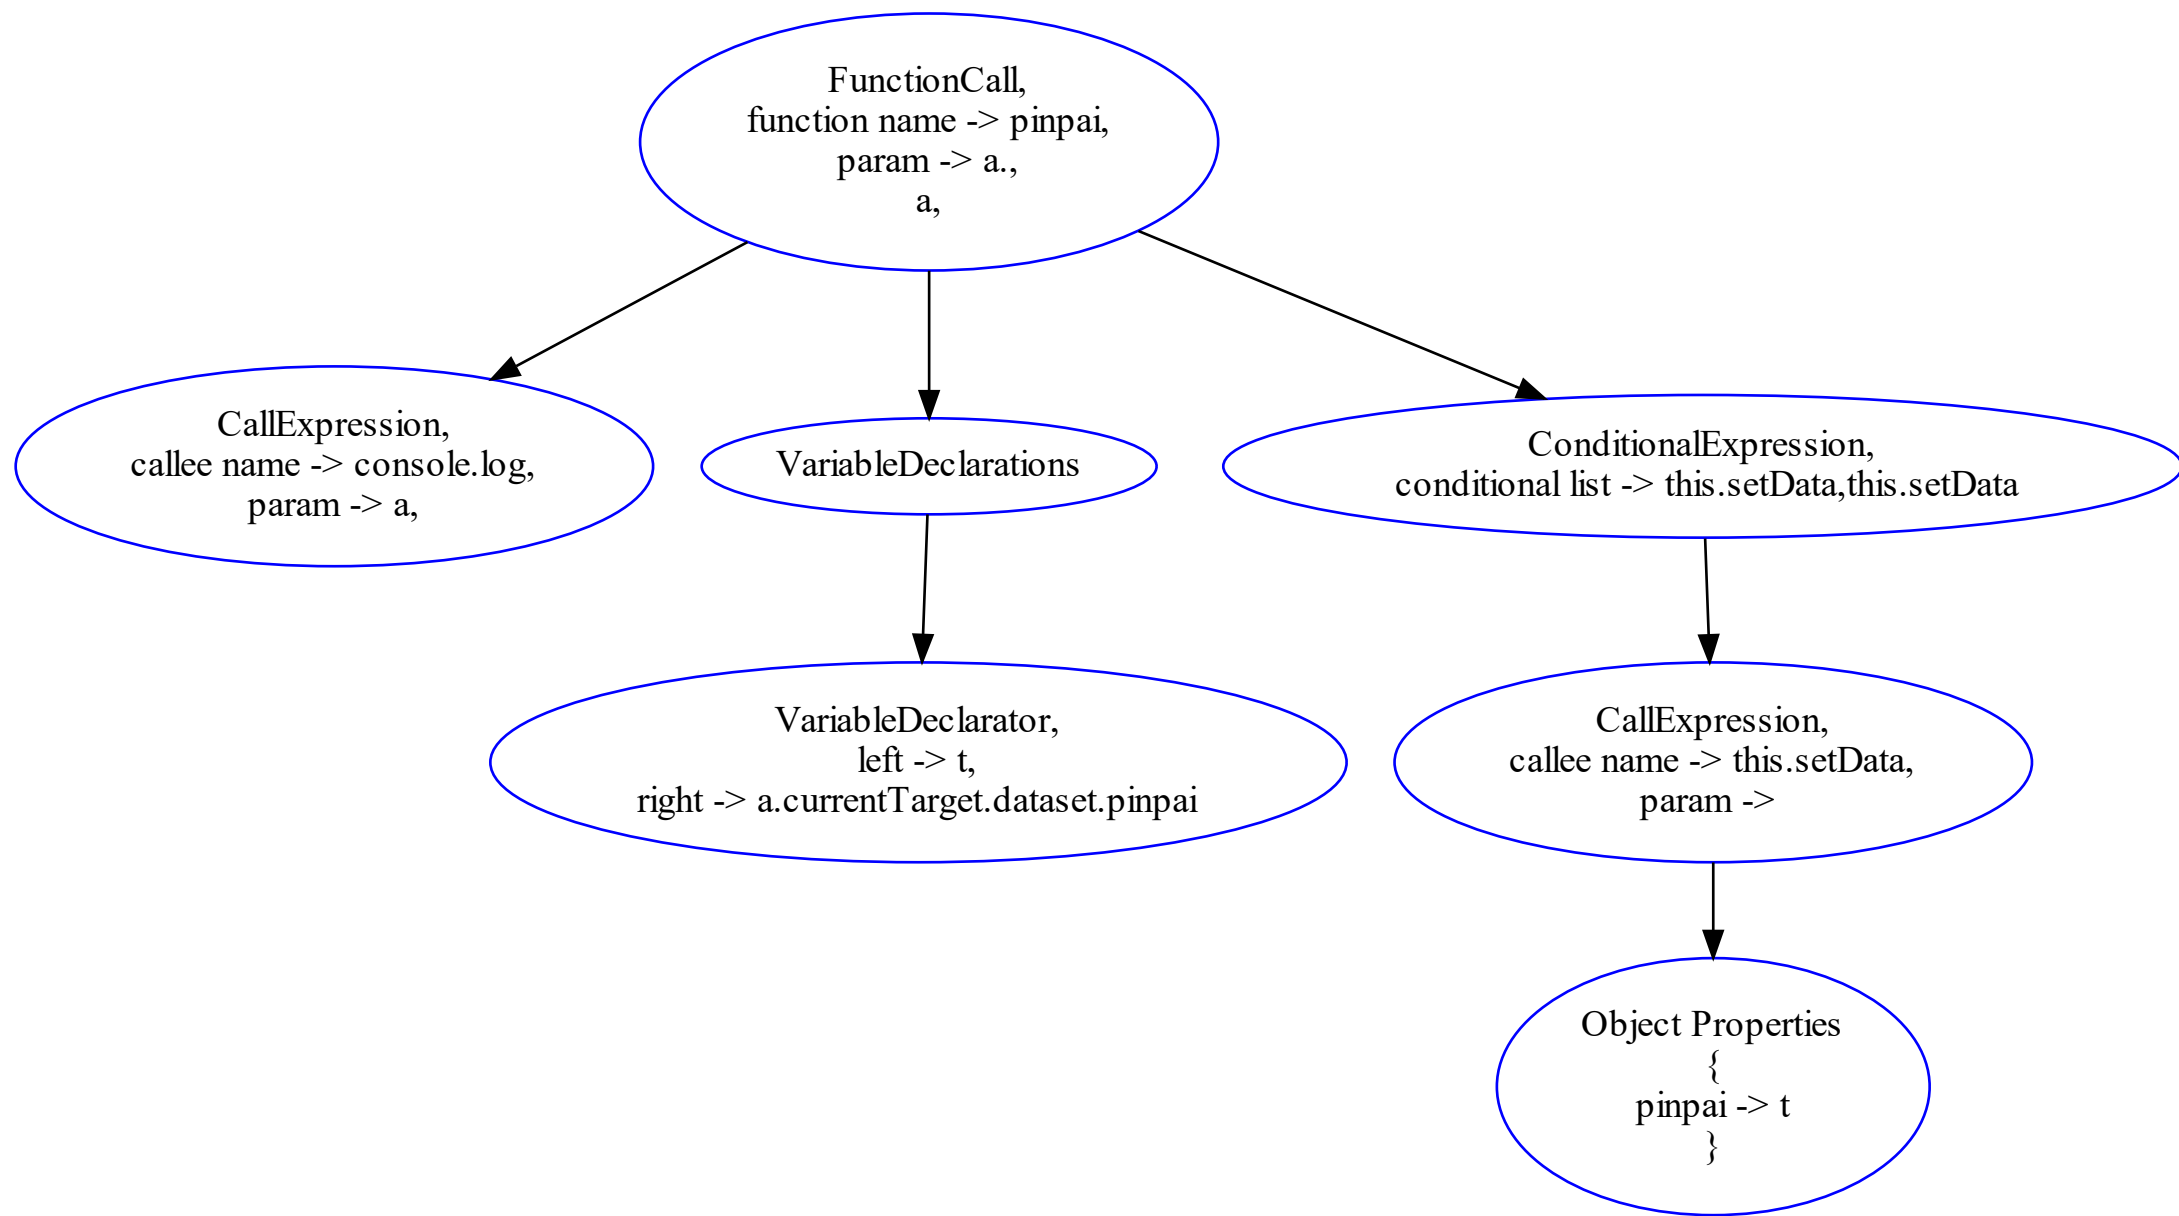 FunctionCall,
function name -> pinpai,
param -> a.,
a,
CallExpression,
callee name -> console.log,
param -> a,
VariableDeclarations
ConditionalExpression,
conditional list -> this.setData,this.setData
VariableDeclarator,
left -> t,
right -> a.currentTarget.dataset.pinpai
CallExpression,
callee name -> this.setData,
param ->
Object Properties
{
pinpai -> t
}